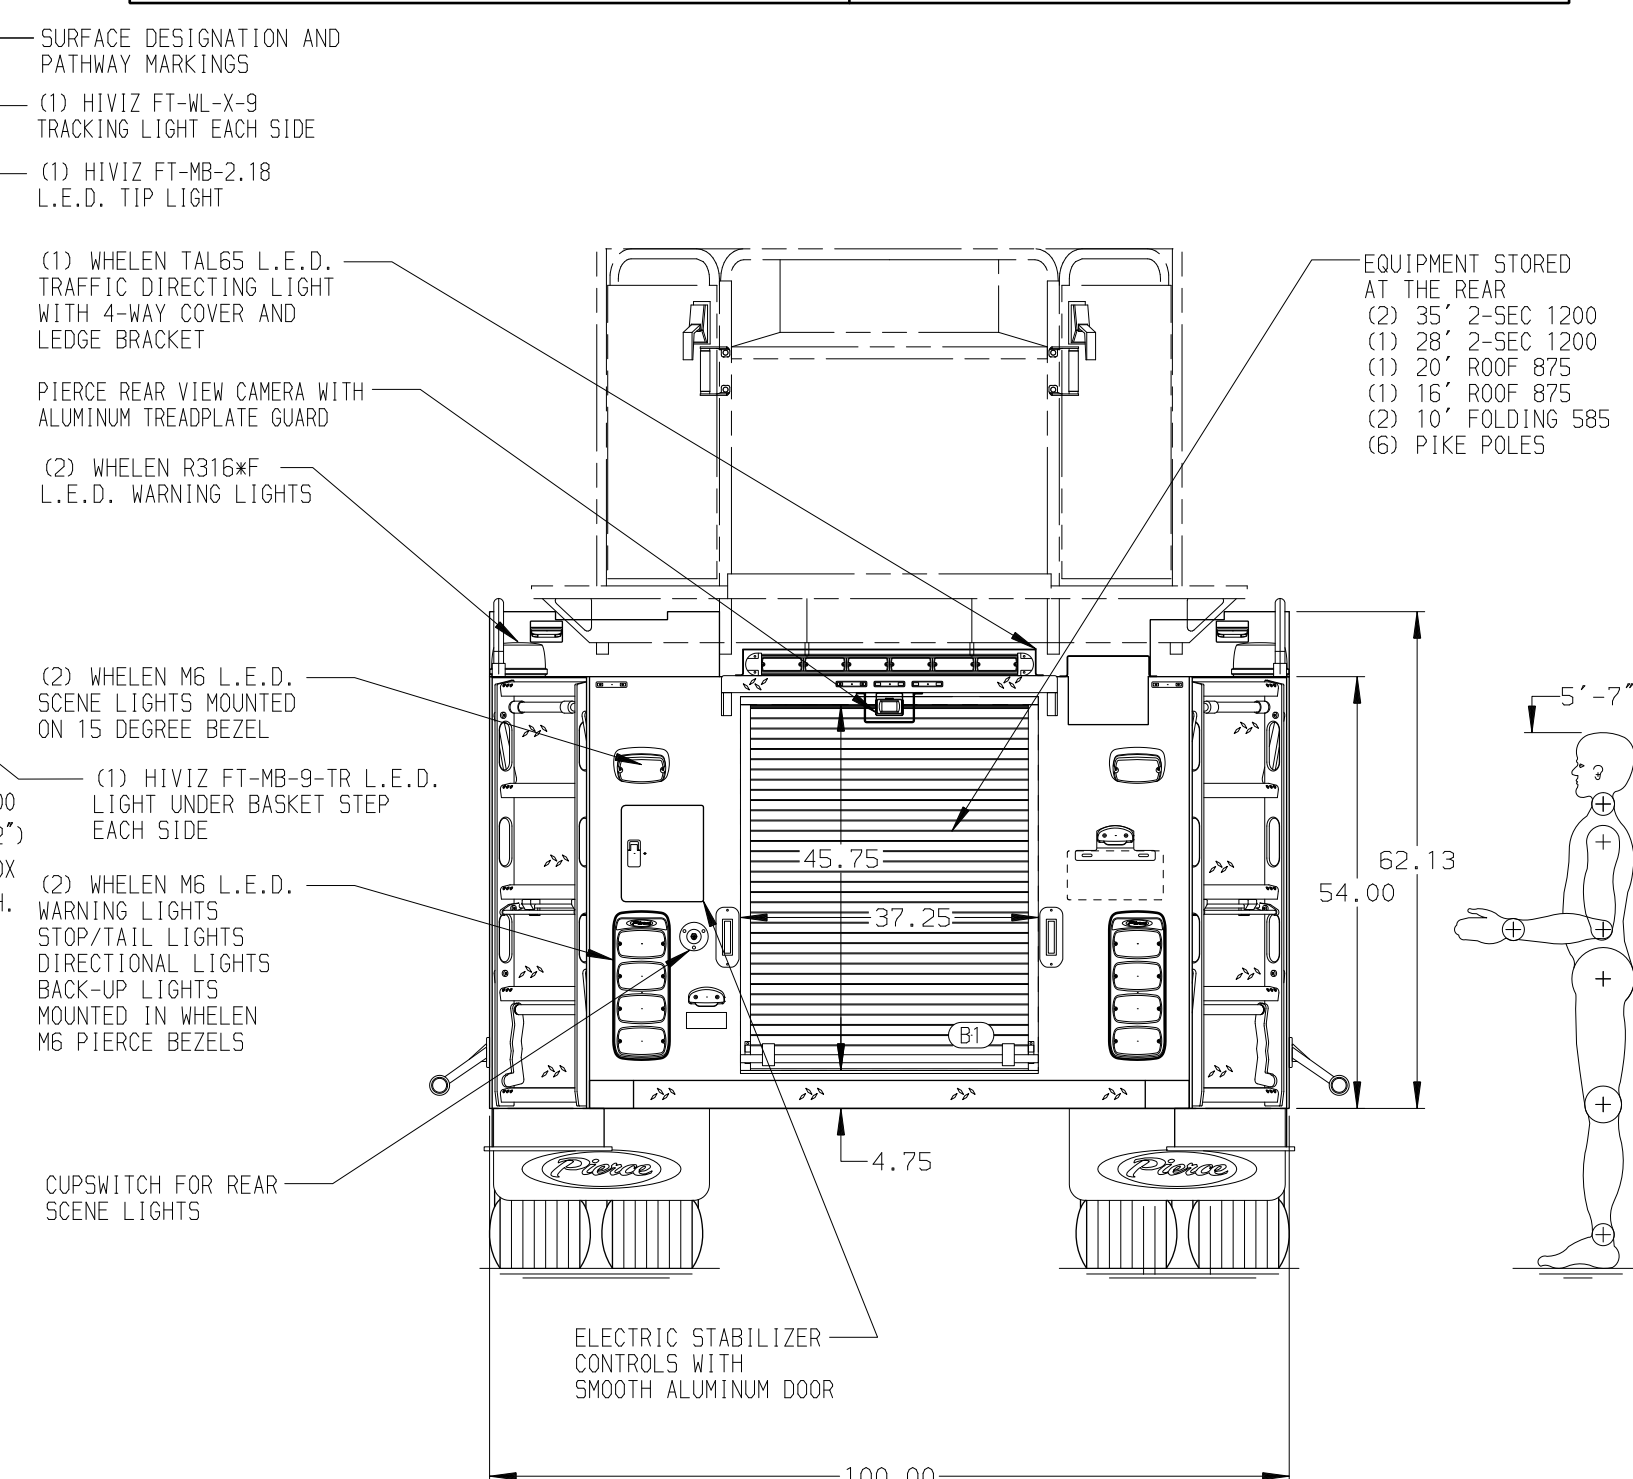 SURFACE DESIGNATION AND
PATHWAY MARKINGS
(1) HIVIZ FT-WL-X-9
TRACKING LIGHT EACH SIDE
(1) HIVIZ FT-MB-2.18
L.E.D. TIP LIGHT
(1) WHELEN TAL65 L.E.D.
TRAFFIC DIRECTING LIGHT
WITH 4-WAY COVER AND
LEDGE BRACKET
PIERCE REAR VIEW CAMERA WITH
ALUMINUM TREADPLATE GUARD
(2) WHELEN R316*F
L.E.D. WARNING LIGHTS
(2) WHELEN M6 L.E.D.
SCENE LIGHTS MOUNTED
ON 15 DEGREE BEZEL
(1) HIVIZ FT-MB-9-TR L.E.D.
LIGHT UNDER BASKET STEP
EACH SIDE
(2) WHELEN M6 L.E.D.
WARNING LIGHTS
STOP/TAIL LIGHTS
DIRECTIONAL LIGHTS
BACK-UP LIGHTS
MOUNTED IN WHELEN
M6 PIERCE BEZELS
CUPSWITCH FOR REAR
SCENE LIGHTS
ELECTRIC STABILIZER
CONTROLS WITH
SMOOTH ALUMINUM DOOR
EQUIPMENT STORED
AT THE REAR
(2) 35' 2-SEC 1200
(1) 28' 2-SEC 1200
(1) 20' ROOF 875
(1) 16' ROOF 875
(2) 10' FOLDING 585
(6) PIKE POLES
5'-7"
45.75
37.25
B1
62.13
54.00
4.75
Pierce
Pierce
100.00